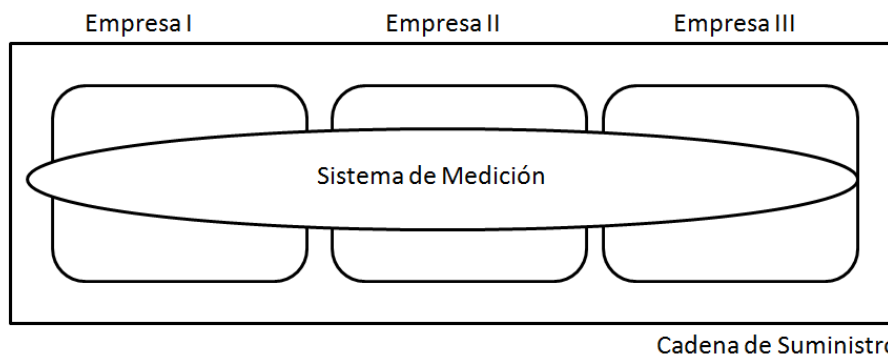 Empresa I Empresa II Empresa III
Sistema de Medición
Cadena de Suministro